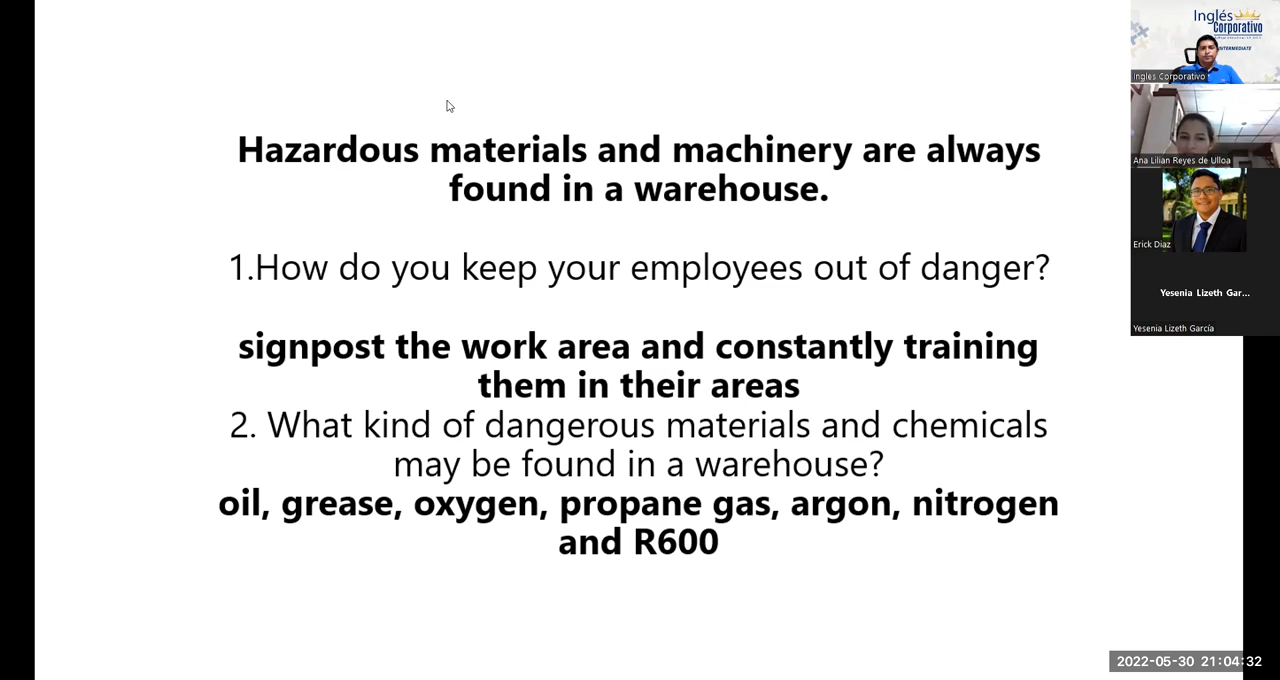 Hazardous materials and machinery are always
found in a warehouse.
1.How do you keep your employees out of danger?
signpost the work area and constantly training
them in their areas
2. What kind of dangerous materials and chemicals
may be found in a warehouse?
oil, grease, oxygen, propane gas, argon, nitrogen
and R600
Inglés
Corporativo
INTERMEDIATE
Ingles Corporativo
Ana Lilian Reyes de Ulloa
Erick Diaz
Yesenia Lizeth Gar...
Yesenia Lizeth García
2022-05-30 21:04:32